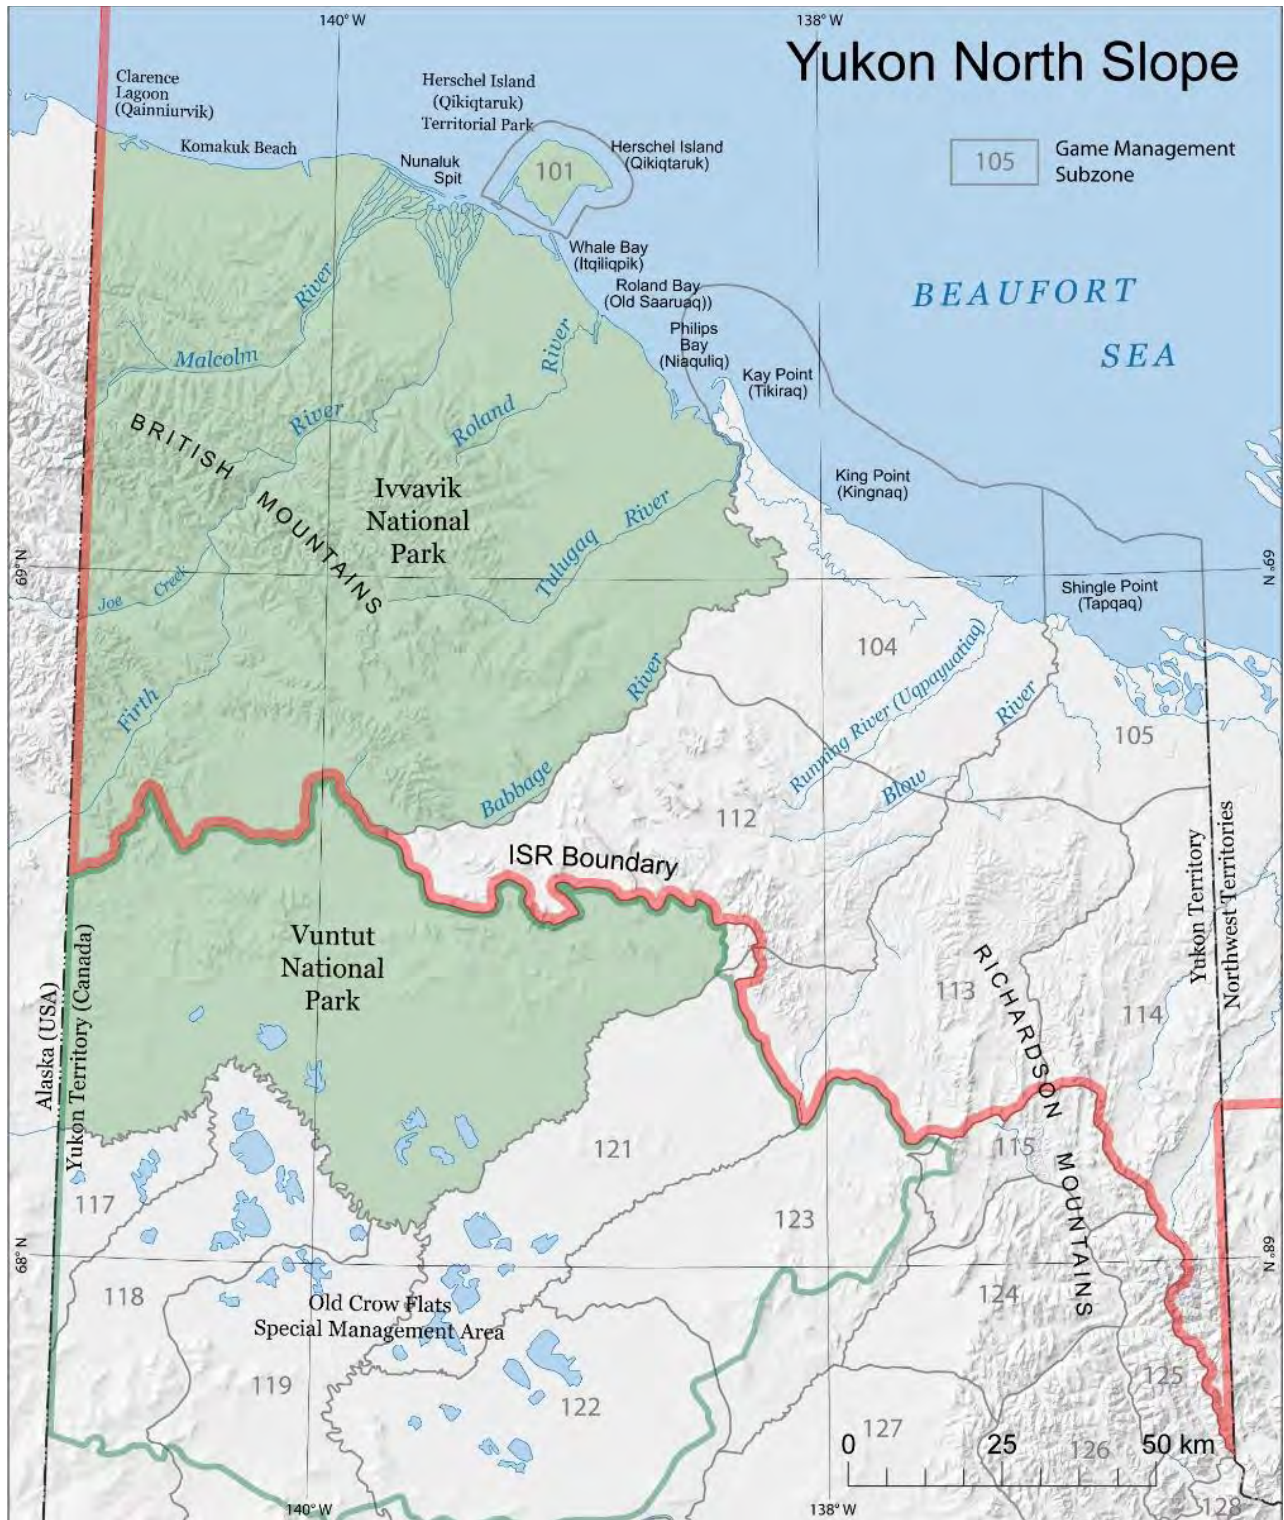 140° W
138° W
Yukon North Slope
Clarence
Lagoon
(Qainniurvik)
Herschel Island
(Qikiqtaruk)
Territorial Park
Komakuk Beach
Nunaluk
Spit
101
Herschel Island
(Qikiqtaruk)
105
Game Management
Subzone
Whale Bay
(Itqiliqpik)
Roland Bay
(Old Saaruaq))
Philips
Bay
(Niaquliq)
Kay Point
(Tikiraq)
BEAUFORT
SEA
Malcolm
River
River
Roland
River
BRITISH
MOUNTAINS
Ivvavik
National
Park
King Point
(Kingnaq)
Tulugaq
River
69° N
69° N
Joe
Creek
Shingle Point
(Tapqaq)
104
Firth
Babbage
River
Running River (Uqpayuatiaq)
Blow
River
105
112
ISR Boundary
Vuntut
National
Park
Yukon Territory
Northwest Territories
Alaska (USA)
Yukon Territory (Canada)
RICHARDSON
MOUNTAINS
113
114
115
121
117
123
68° N
68° N
118
124
Old Crow Flats
Special Management Area
119
122
125
127
126
128
0
25
50 km
140° W
138° W